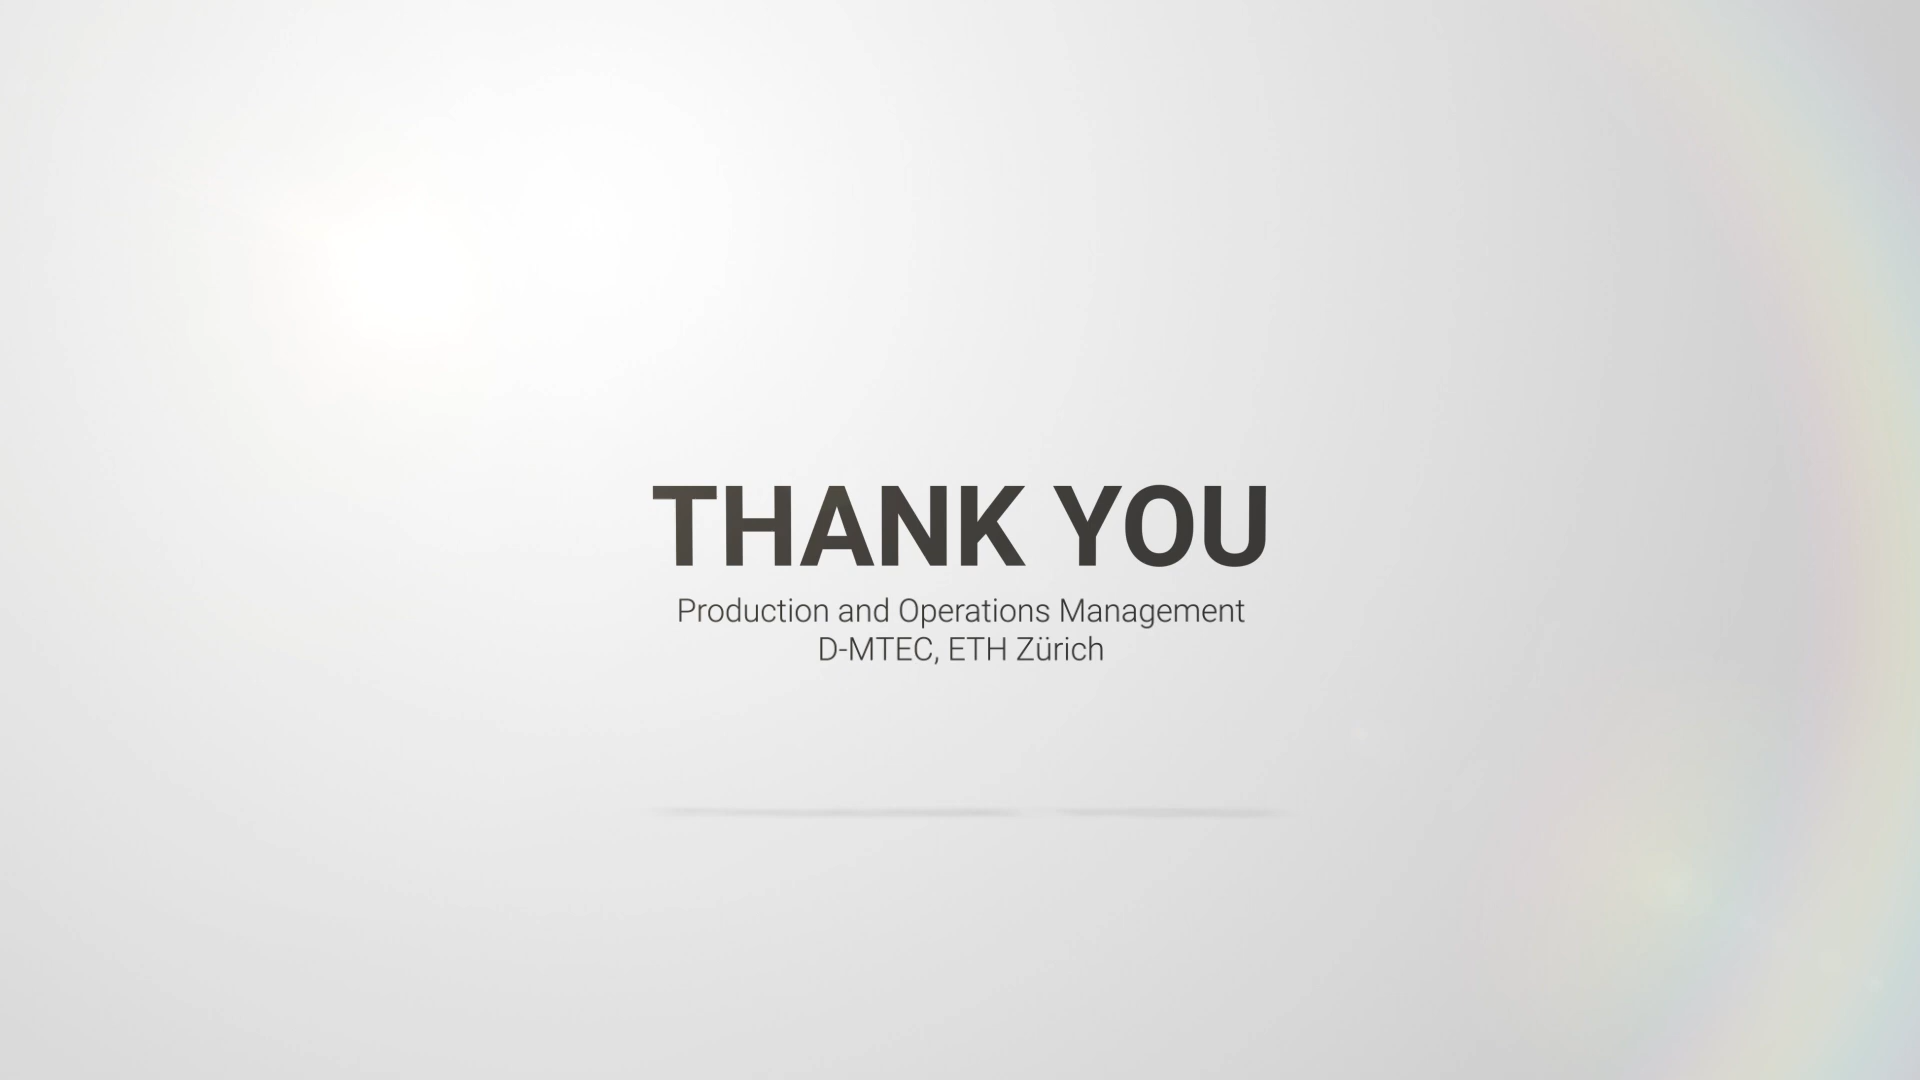 THANK YOU
Production and Operations Management
D-MTEC, ETH Zürich